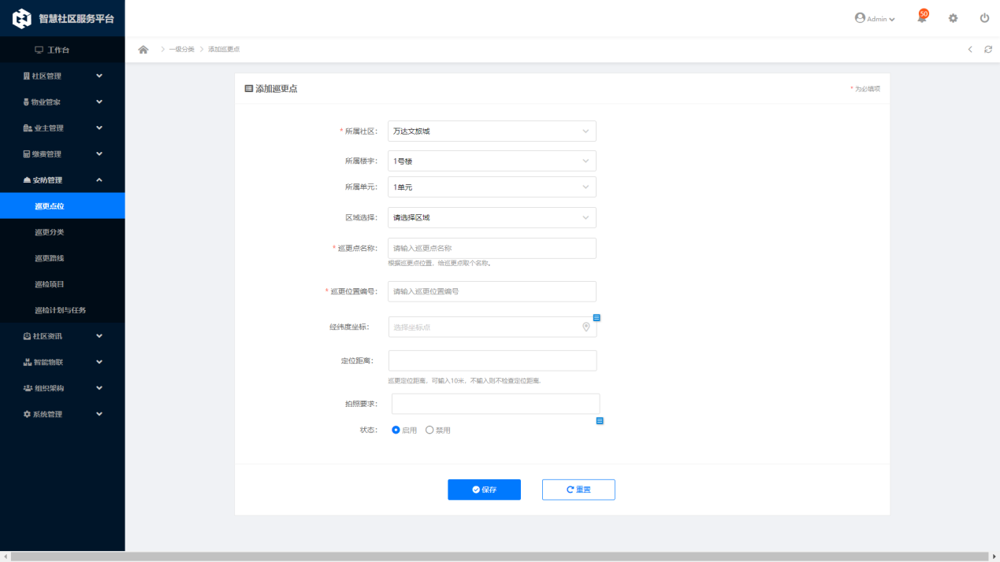 智慧社区服务平台
Admin
50
工作台
一级分类
添加巡更点
社区管理
物业管家
业主管理
缴费管理
安防管理
巡更点位
巡更分类
巡更路线
巡检项目
巡检计划与任务
社区资讯
智能物联
组织架构
系统管理
添加巡更点
* 为必填项
* 所属社区: 万达文旅城
所属楼宇: 1号楼
所属单元: 1单元
区域选择: 请选择区域
* 巡更点名称: 请输入巡更点名称
根据巡更点位置，给巡更点取个名称。
* 巡更位置编号: 请输入巡更位置编号
经纬度坐标: 选择坐标点
定位距离:
巡更定位距离，可输入10米，不输入则不检查定位距离.
拍照要求:
状态: 启用 禁用
保存 重置